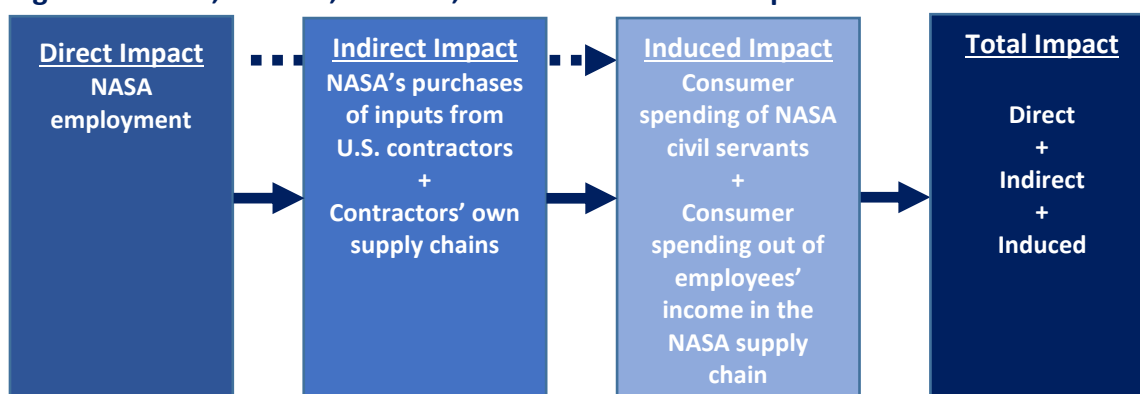 Direct Impact
NASA
employment
Indirect Impact
NASA’s purchases
of inputs from
U.S. contractors
+
Contractors’ own
supply chains
Induced Impact
Consumer
spending of NASA
civil servants
+
Consumer
spending out of
employees’
income in the
NASA supply
chain
Total Impact
Direct
+
Indirect
+
Induced